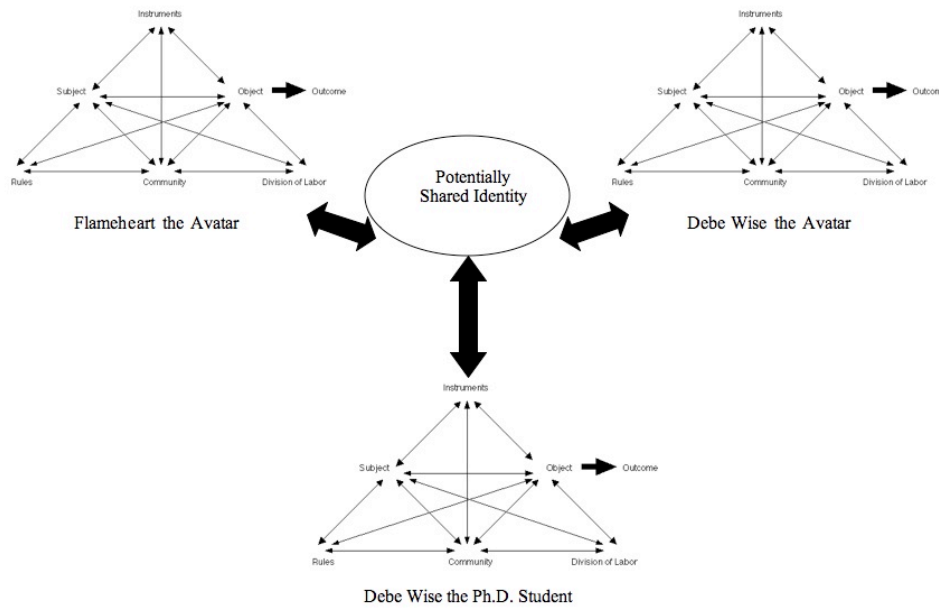 Instruments
Instruments
Subject
Object
Outcome
Subject
Object
Outcom
Rules
Community
Division of Labor
Rules
Community
Division of Labor
Potentially
Shared Identity
Flameheart the Avatar
Debe Wise the Avatar
Instruments
Subject
Object
Outcome
Rules
Community
Division of Labor
Debe Wise the Ph.D. Student